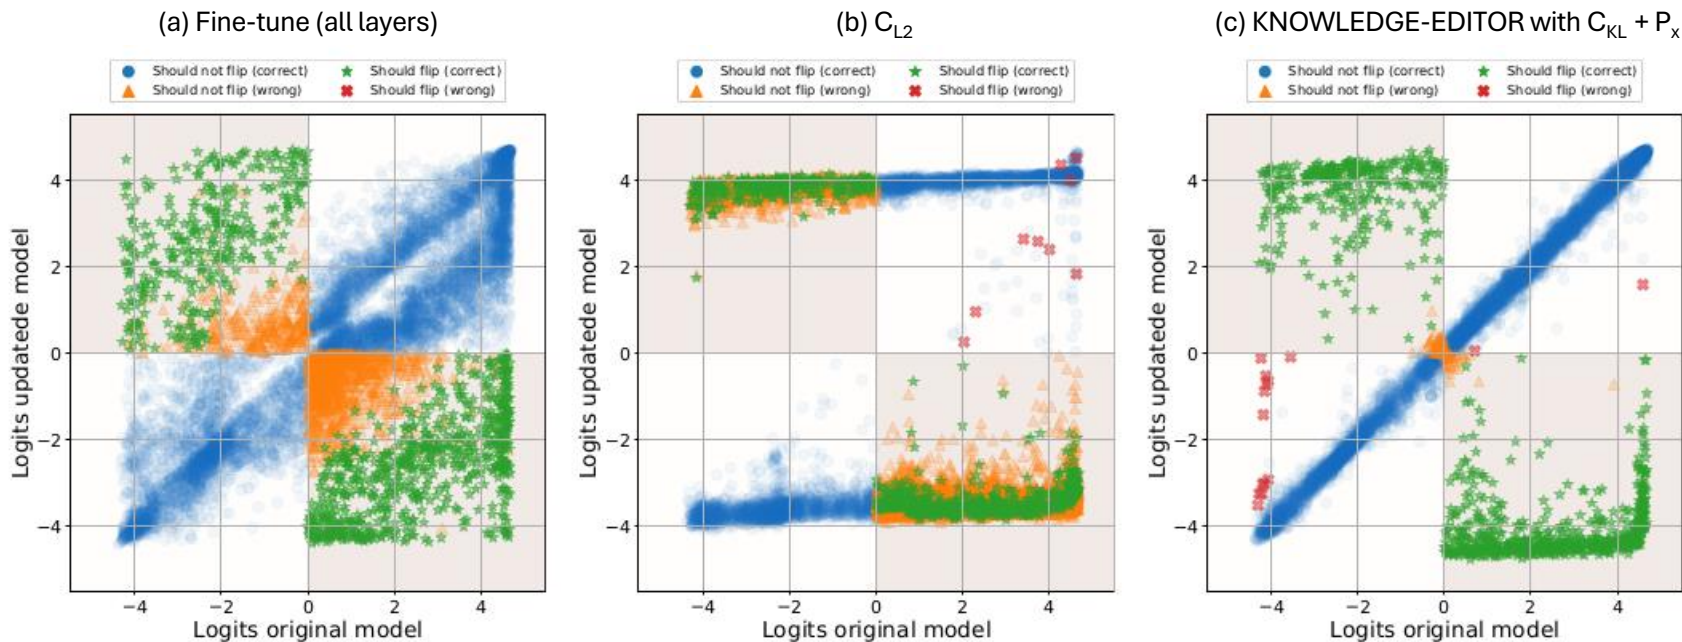 (a) Fine-tune (all layers)
Should not flip (correct) Should flip (correct)
Should not flip (wrong) Should flip (wrong)
4
2
0
−2
−4
−4 −2 0 2 4
Logits updatede model
Logits original model
(b) C_L2
Should not flip (correct) Should flip (correct)
Should not flip (wrong) Should flip (wrong)
4
2
0
−2
−4
−4 −2 0 2 4
Logits updatede model
Logits original model
(c) KNOWLEDGE-EDITOR with C_KL + P_x
Should not flip (correct) Should flip (correct)
Should not flip (wrong) Should flip (wrong)
4
2
0
−2
−4
−4 −2 0 2 4
Logits updatede model
Logits original model